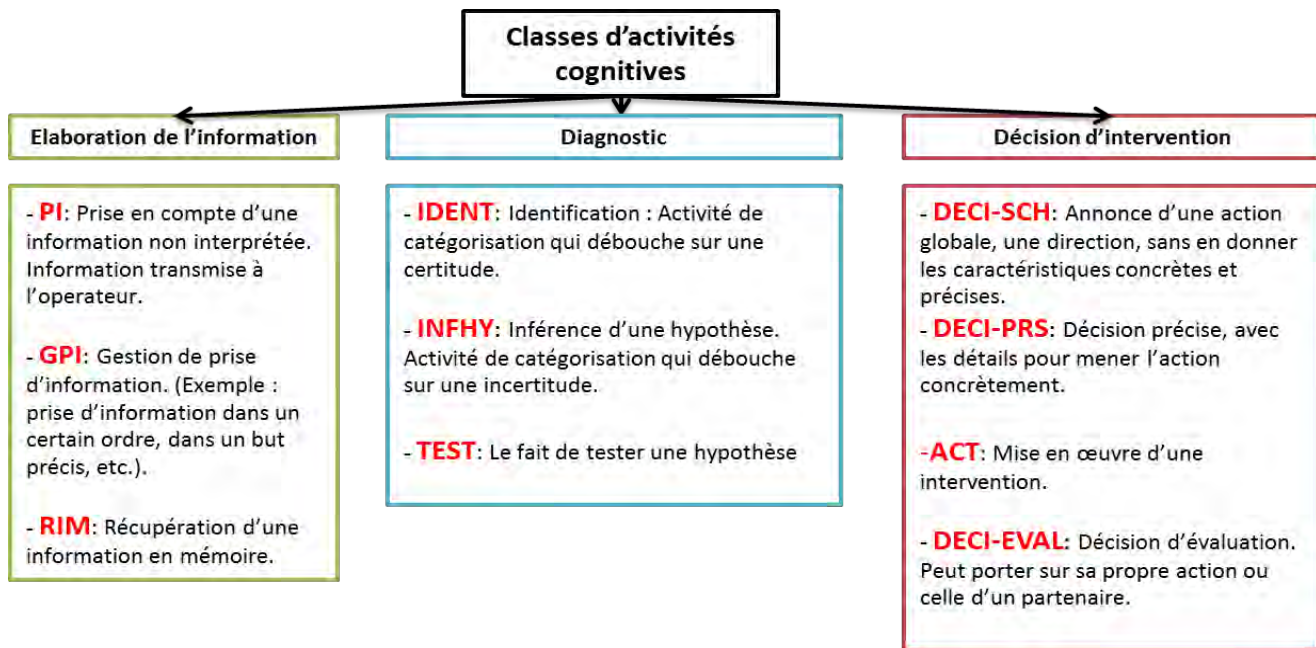 Classes d’activités
cognitives
Elaboration de l’information
Diagnostic
Décision d’intervention
- PI: Prise en compte d’une
information non interprétée.
Information transmise à
l’operateur.
- GPI: Gestion de prise
d’information. (Exemple :
prise d’information dans un
certain ordre, dans un but
précis, etc.).
- RIM: Récupération d’une
information en mémoire.
- IDENT: Identification : Activité de
catégorisation qui débouche sur une
certitude.
- INFHY: Inférence d’une hypothèse.
Activité de catégorisation qui débouche
sur une incertitude.
- TEST: Le fait de tester une hypothèse
- DECI-SCH: Annonce d’une action
globale, une direction, sans en donner
les caractéristiques concrètes et
précises.
- DECI-PRS: Décision précise, avec
les détails pour mener l’action
concrètement.
-ACT: Mise en œuvre d’une
intervention.
- DECI-EVAL: Décision d’évaluation.
Peut porter sur sa propre action ou
celle d’un partenaire.